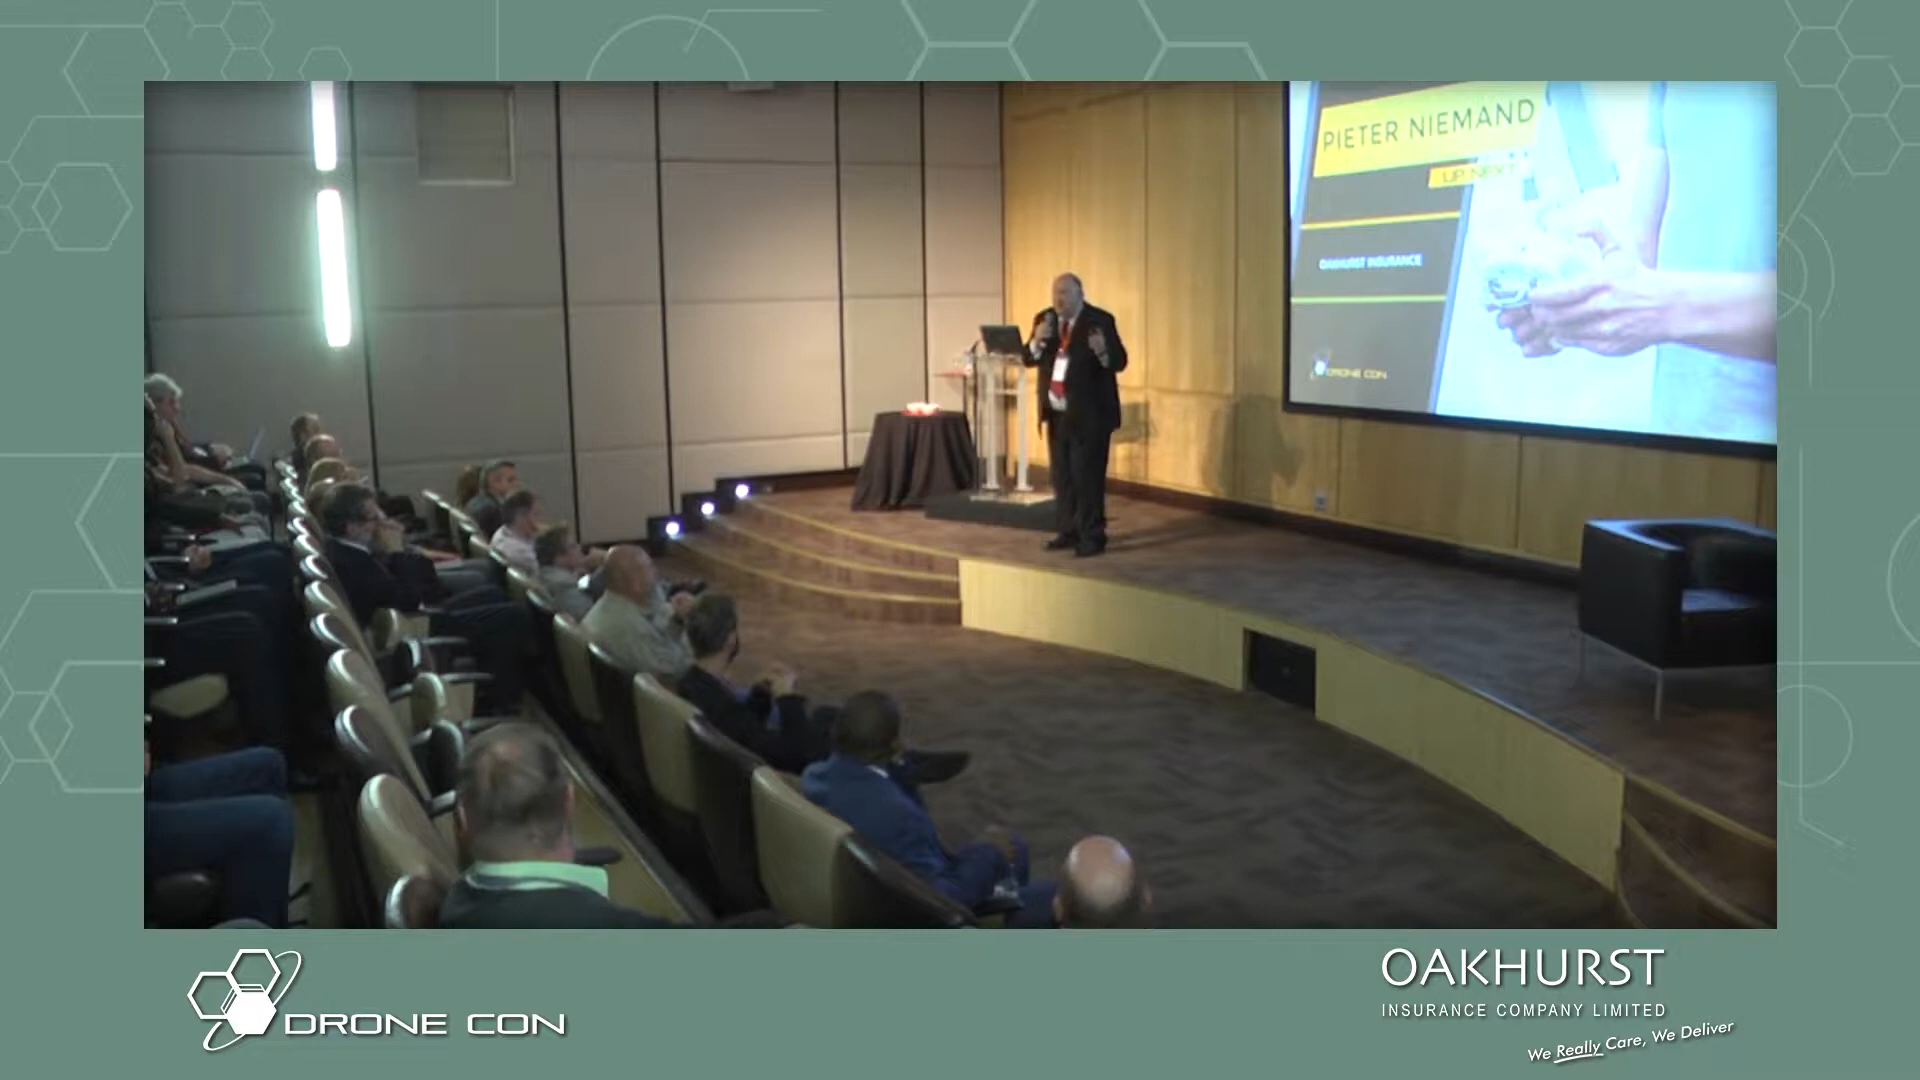 PIETER NIEMAND
UP NEXT
OAKHURST INSURANCE
DRONE CON
DRONE CON
OAKHURST
INSURANCE COMPANY LIMITED
We Really Care, We Deliver